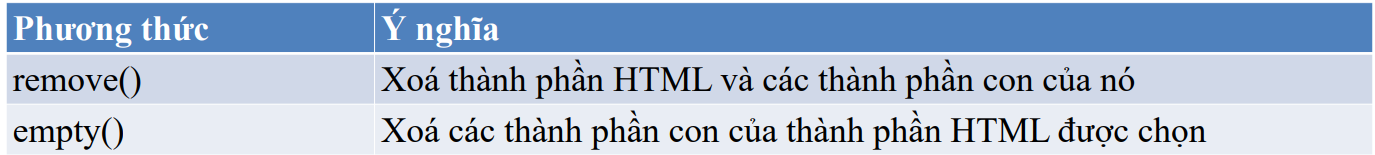 Phương thức Ý nghĩa
remove() Xoá thành phần HTML và các thành phần con của nó
empty() Xoá các thành phần con của thành phần HTML được chọn